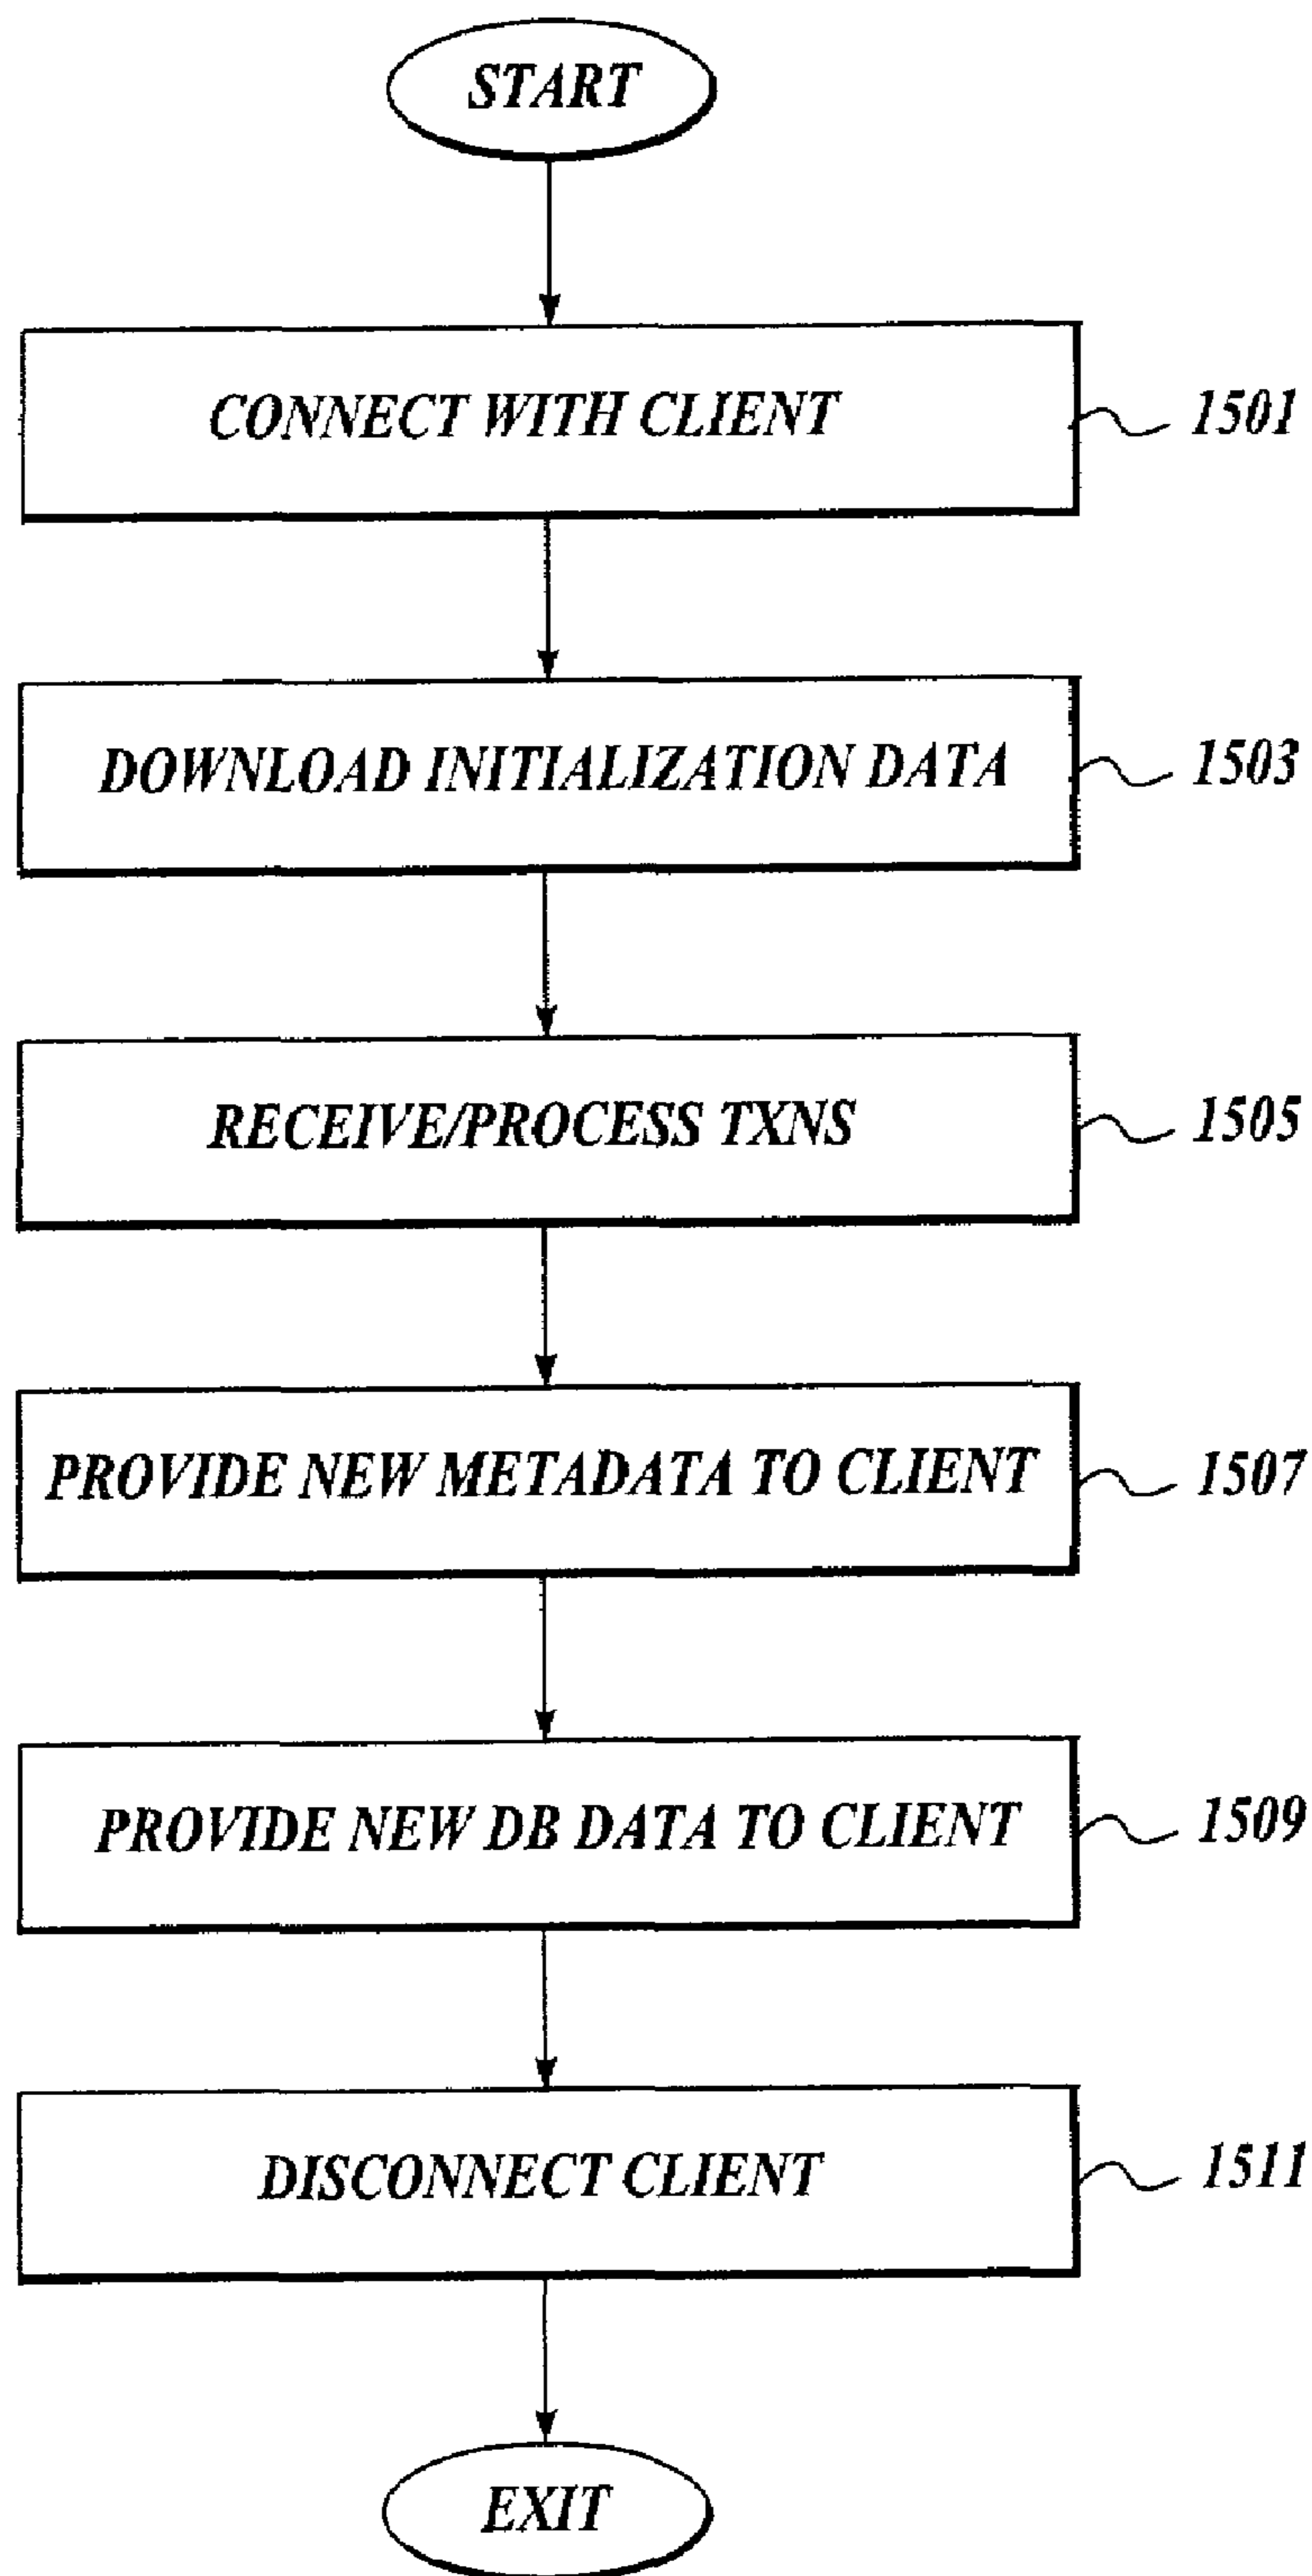 START
CONNECT WITH CLIENT 1501
DOWNLOAD INITIALIZATION DATA 1503
RECEIVE/PROCESS TXNS 1505
PROVIDE NEW METADATA TO CLIENT 1507
PROVIDE NEW DB DATA TO CLIENT 1509
DISCONNECT CLIENT 1511
EXIT